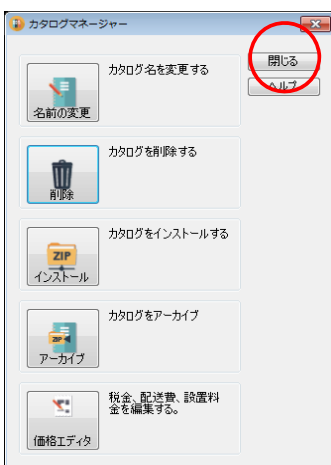 カタログマネージャー
閉じる
ヘルプ
カタログ名を変更する
名前の変更
カタログを削除する
削除
カタログをインストールする
ZIP
インストール
カタログをアーカイブ
ZIP
アーカイブ
税金、配送費、設置料
金を編集する。
価格エディタ